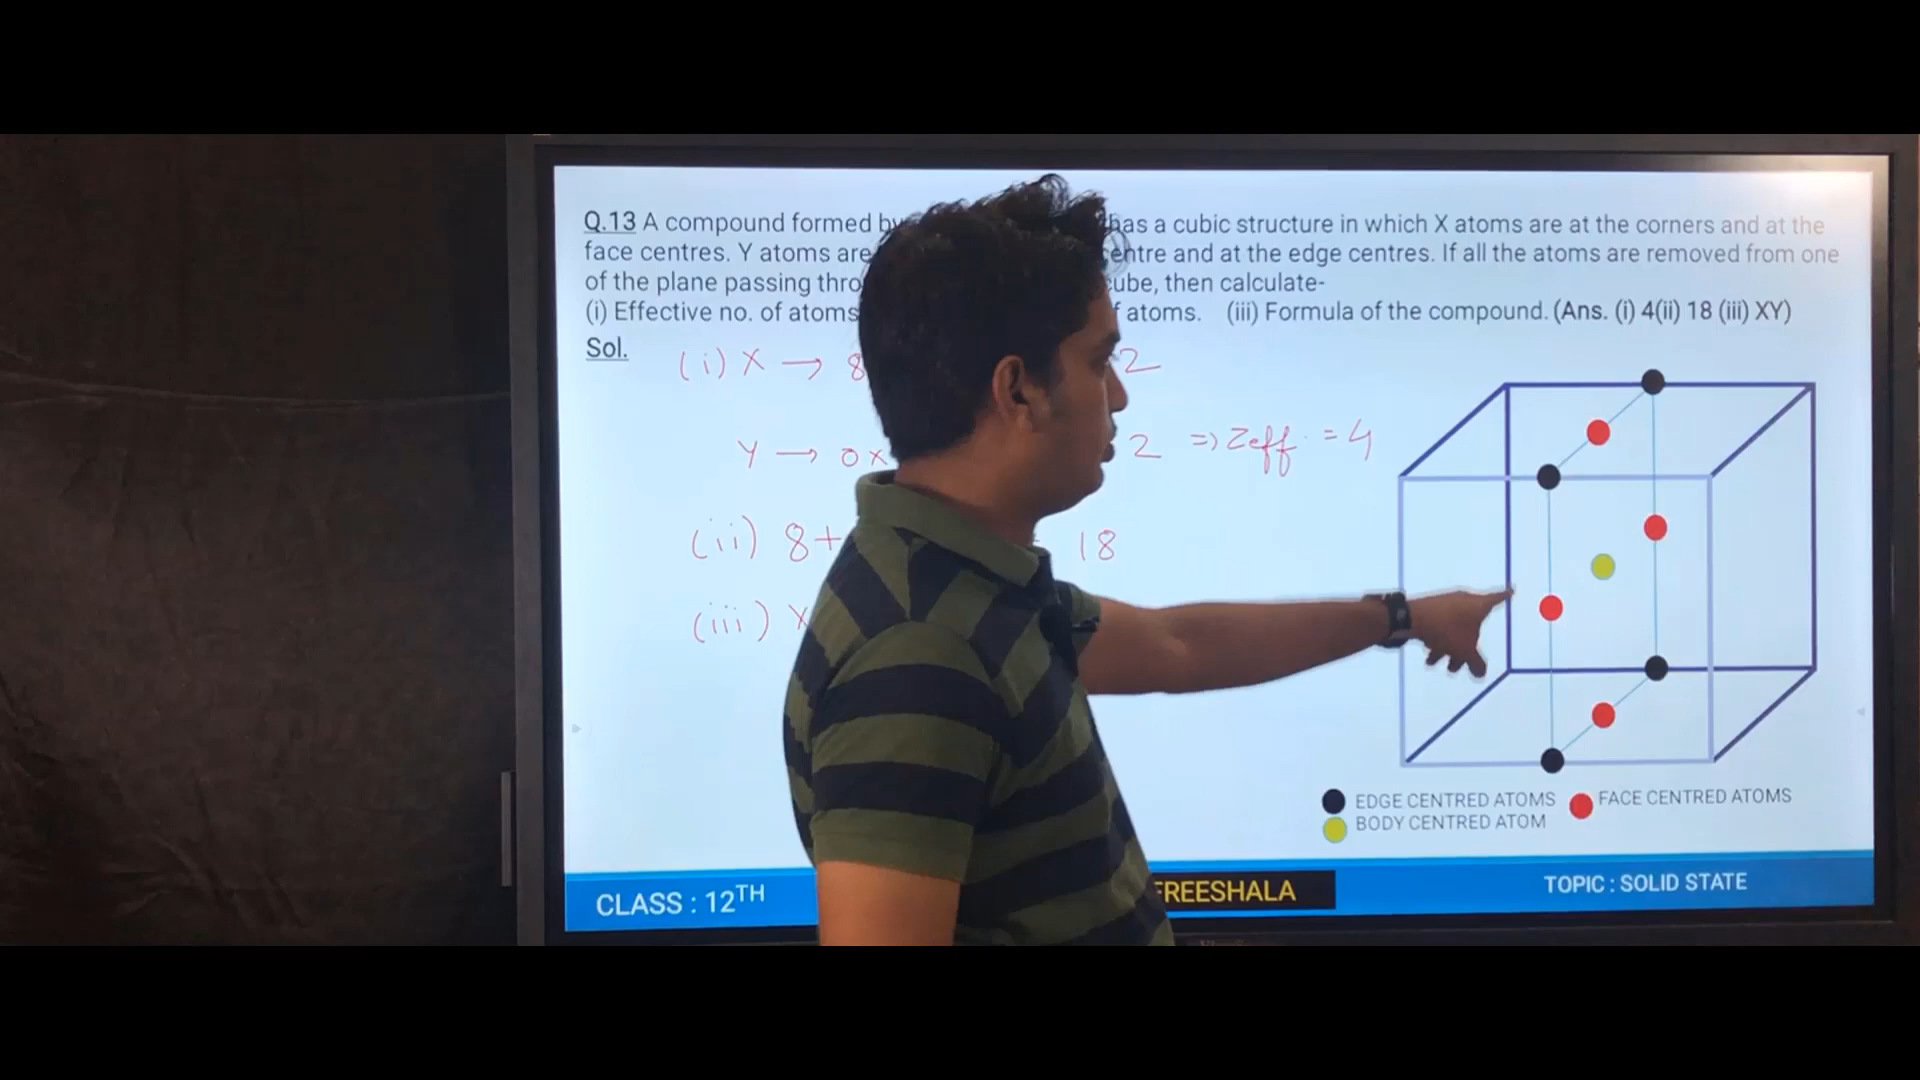 Q.13 A compound formed by has a cubic structure in which X atoms are at the corners and at the
face centres. Y atoms are centre and at the edge centres. If all the atoms are removed from one
of the plane passing cube, then calculate-
(i) Effective no. of atoms atoms. (iii) Formula of the compound. (Ans. (i) 4(ii) 18 (iii) XY)
Sol.
(i) X → 8 2
Y → 0 x 2 => Zeff. = 4
(ii) 8+ 18
(iii) X
EDGE CENTRED ATOMS FACE CENTRED ATOMS
BODY CENTRED ATOM
CLASS : 12TH FREESHALA TOPIC : SOLID STATE